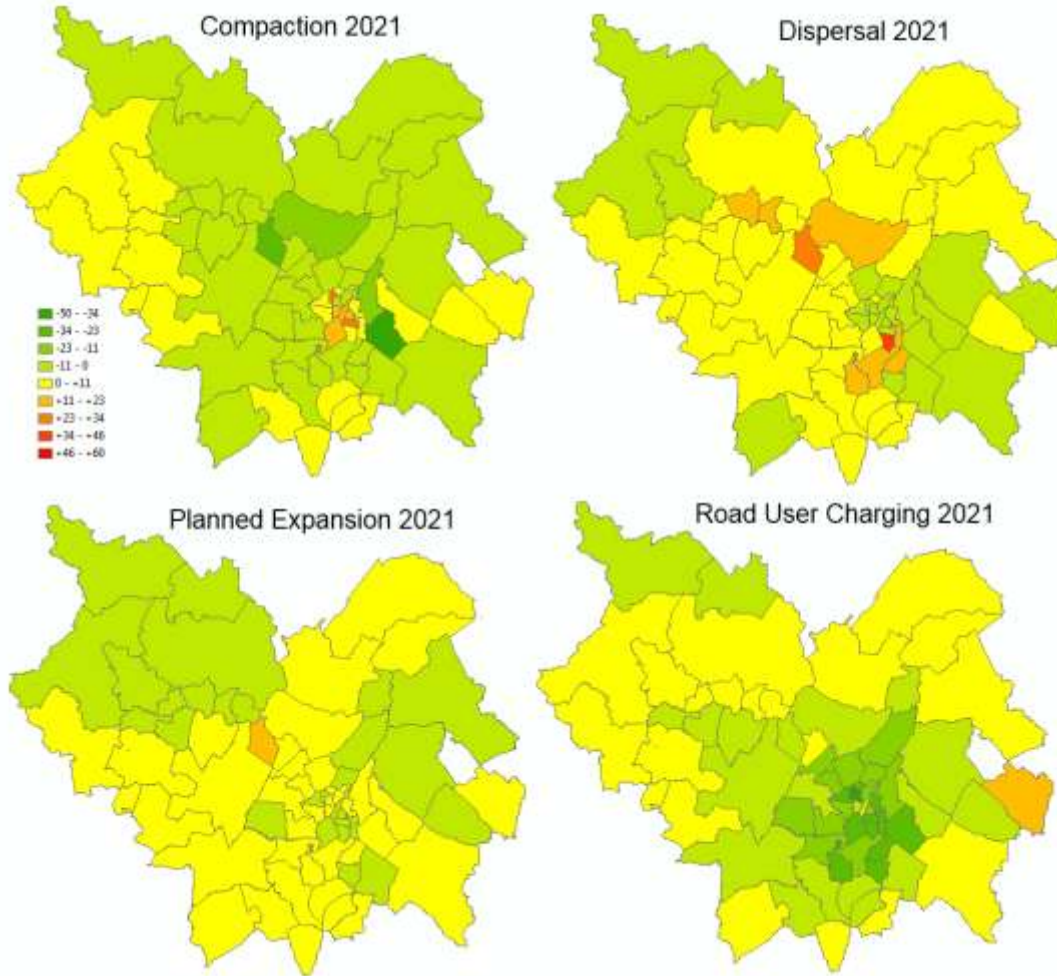 Compaction 2021
Dispersal 2021
-50 - -34
-34 - -23
-23 - -11
-11 - 0
0 - +11
+11 - +23
+23 - +34
+34 - +46
+46 - +60
Planned Expansion 2021
Road User Charging 2021